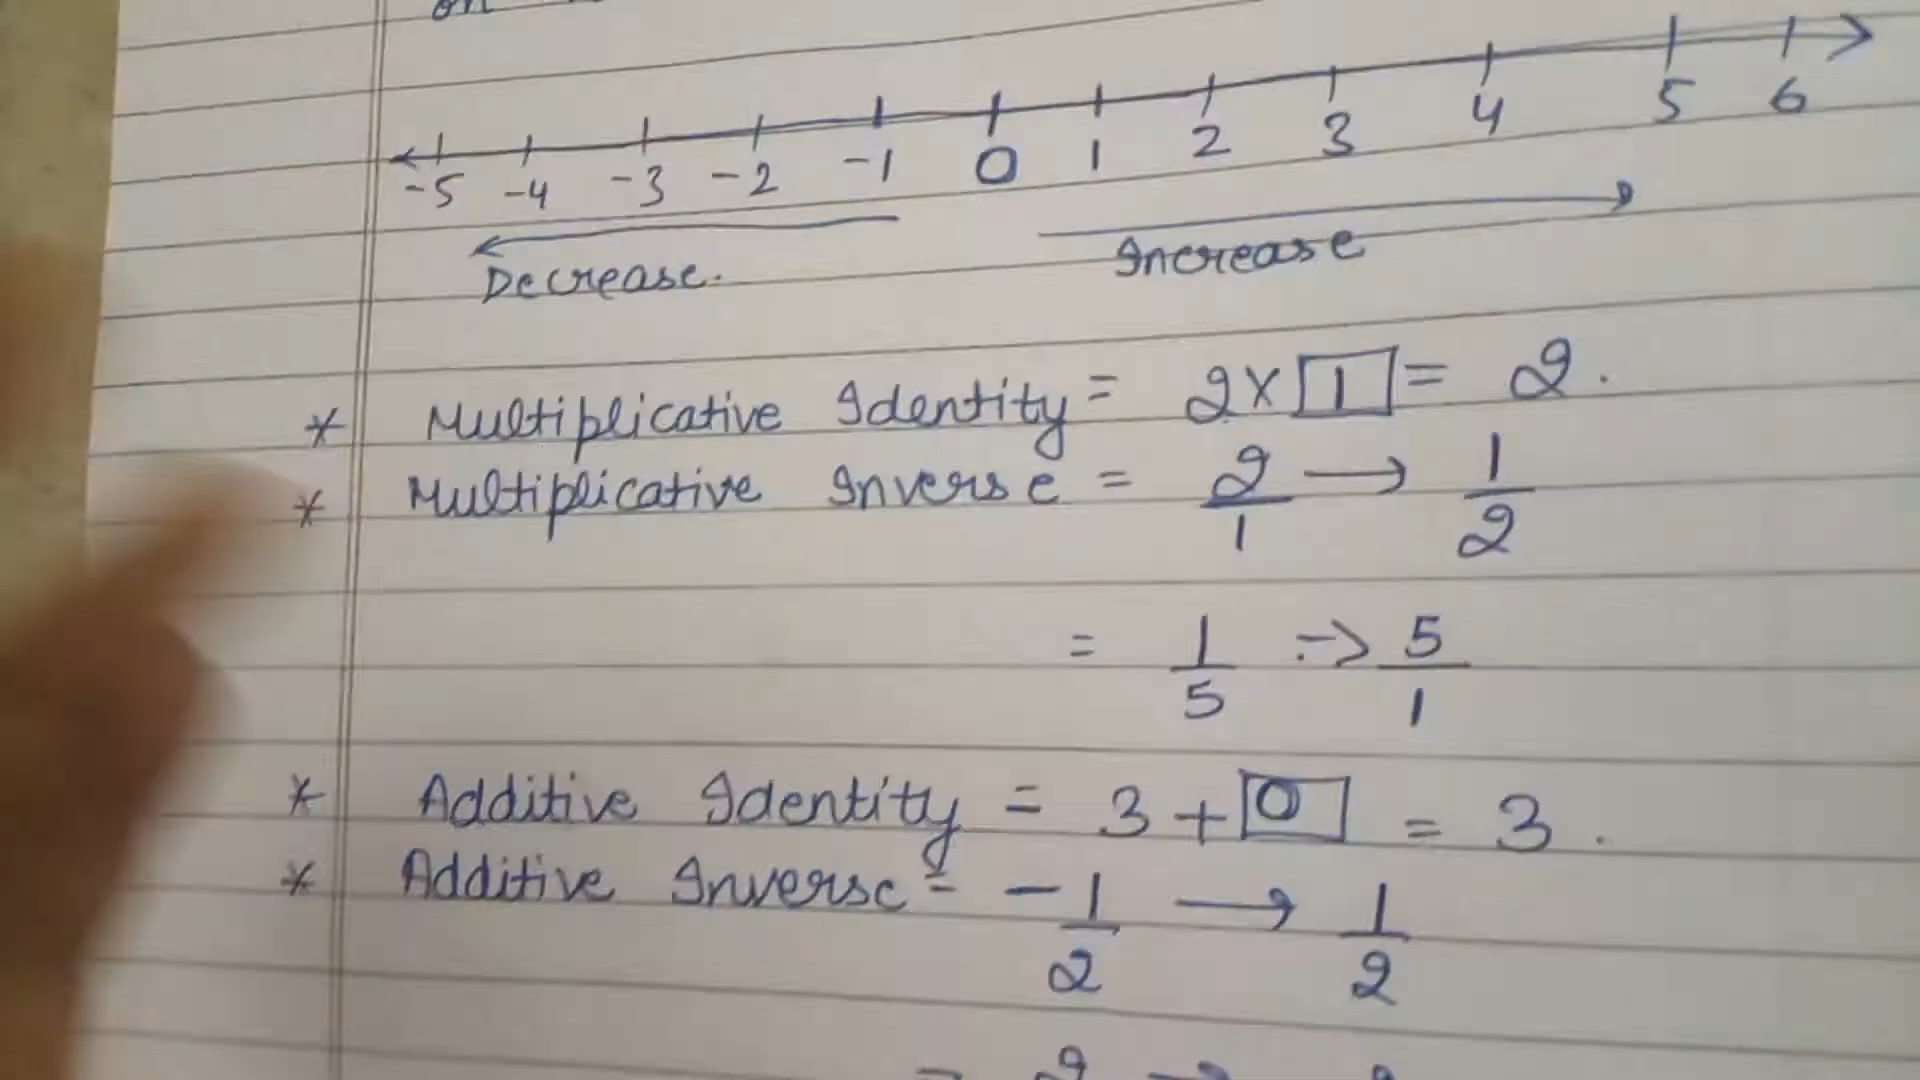 on
-5 -4 -3 -2 -1 0 1 2 3 4 5 6
Decrease. Increase
* Multiplicative Identity = 2 x 1 = 2.
* Multiplicative Inverse = 2/1 → 1/2
= 1/5 → 5/1
* Additive Identity = 3 + 0 = 3.
* Additive Inverse = -1/2 → 1/2